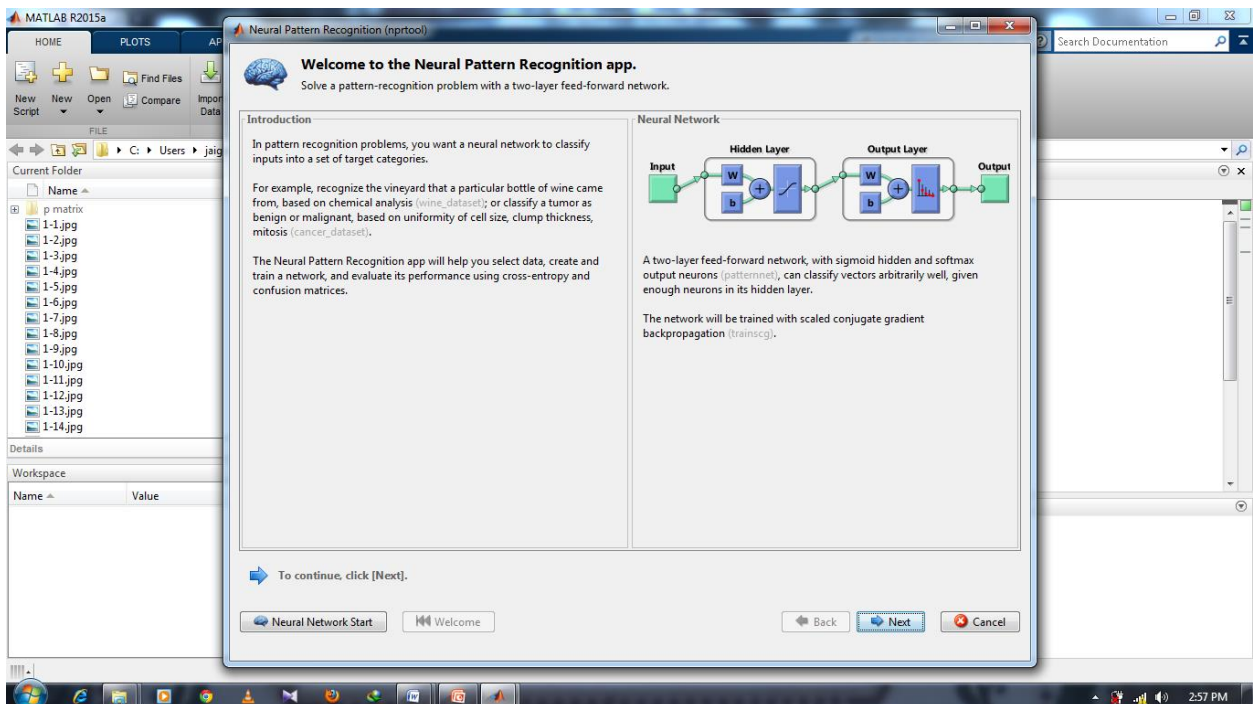 MATLAB R2015a
HOME
PLOTS
AP
Search Documentation
New Script
New
Open
Find Files
Compare
Import Data
FILE
C: Users jaig
Current Folder
Name
p matrix
1-1.jpg
1-2.jpg
1-3.jpg
1-4.jpg
1-5.jpg
1-6.jpg
1-7.jpg
1-8.jpg
1-9.jpg
1-10.jpg
1-11.jpg
1-12.jpg
1-13.jpg
1-14.jpg
Details
Workspace
Name
Value
Neural Pattern Recognition (nprtool)
Welcome to the Neural Pattern Recognition app.
Solve a pattern-recognition problem with a two-layer feed-forward network.
Introduction
In pattern recognition problems, you want a neural network to classify
inputs into a set of target categories.
For example, recognize the vineyard that a particular bottle of wine came
from, based on chemical analysis (wine_dataset); or classify a tumor as
benign or malignant, based on uniformity of cell size, clump thickness,
mitosis (cancer_dataset).
The Neural Pattern Recognition app will help you select data, create and
train a network, and evaluate its performance using cross-entropy and
confusion matrices.
Neural Network
Hidden Layer
Output Layer
Input
Output
W
b
W
b
A two-layer feed-forward network, with sigmoid hidden and softmax
output neurons (patternnet), can classify vectors arbitrarily well, given
enough neurons in its hidden layer.
The network will be trained with scaled conjugate gradient
backpropagation (trainscg).
To continue, click [Next].
Neural Network Start
Welcome
Back
Next
Cancel
2:57 PM